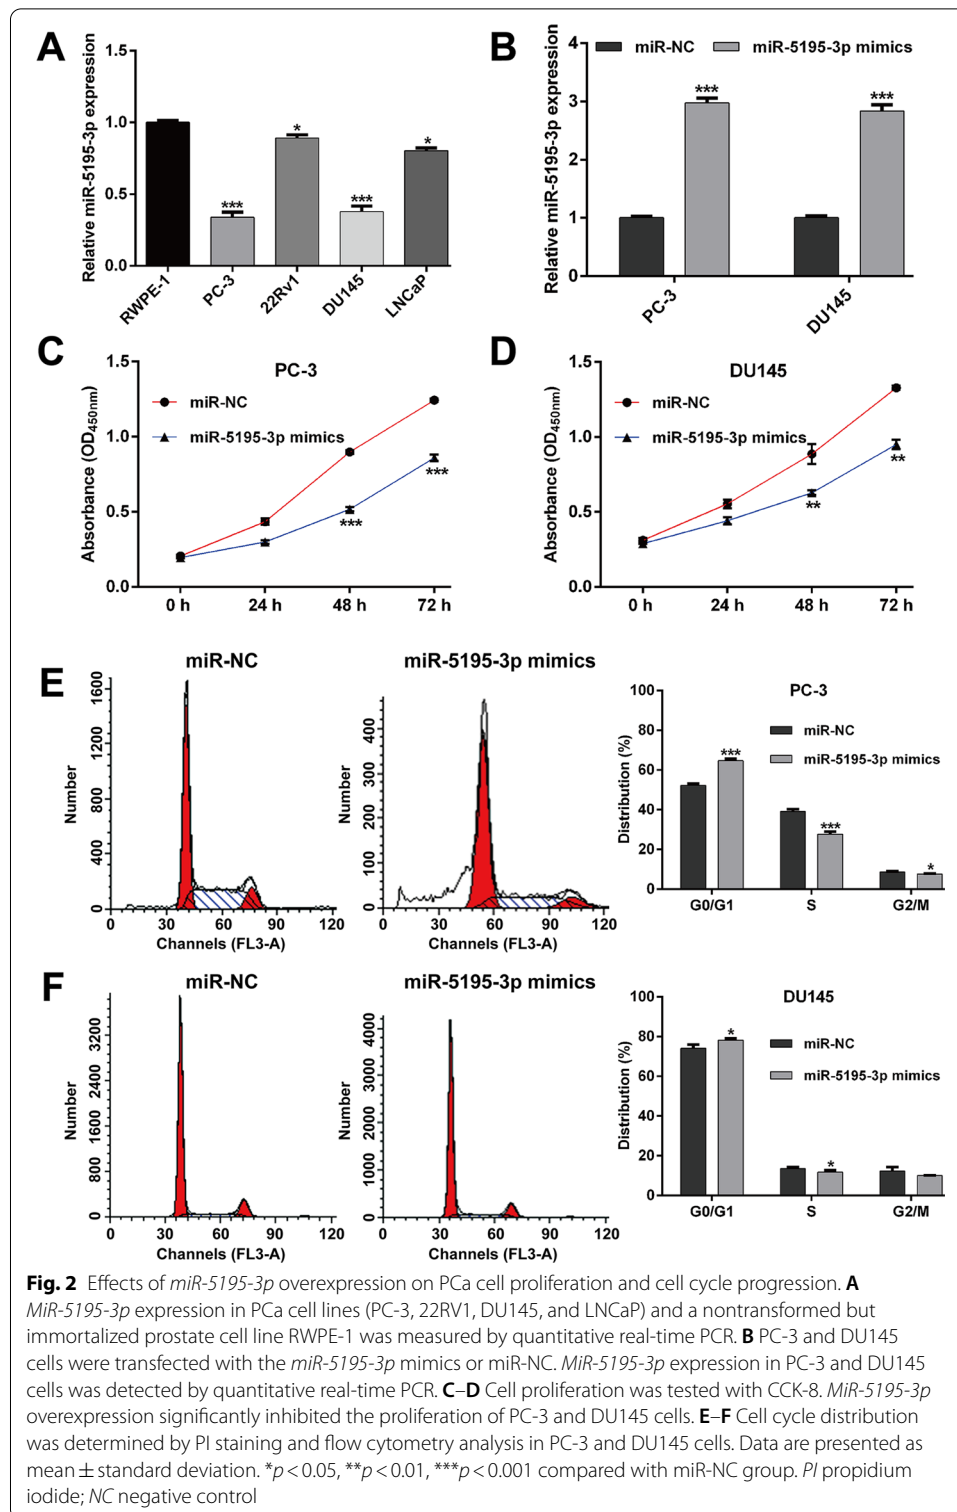 A
Relative miR-5195-3p expression
1.5
1.0
0.5
0.0
***
*
***
*
RWPE-1
PC-3
22Rv1
DU145
LNCaP
B
Relative miR-5195-3p expression
miR-NC
miR-5195-3p mimics
4
3
2
1
0
***
***
PC-3
DU145
C
PC-3
Absorbance (OD450nm)
1.5
1.0
0.5
0.0
miR-NC
miR-5195-3p mimics
***
***
0 h
24 h
48 h
72 h
D
DU145
Absorbance (OD450nm)
1.5
1.0
0.5
0.0
miR-NC
miR-5195-3p mimics
**
**
0 h
24 h
48 h
72 h
E
miR-NC
Number
1600
1200
800
400
0
0
30
60
90
120
Channels (FL3-A)
miR-5195-3p mimics
Number
400
300
200
100
0
0
30
60
90
120
Channels (FL3-A)
PC-3
Distribution (%)
100
80
60
40
20
0
miR-NC
miR-5195-3p mimics
***
***
*
G0/G1
S
G2/M
F
miR-NC
Number
3200
2400
1600
800
0
0
30
60
90
120
Channels (FL3-A)
miR-5195-3p mimics
Number
4000
3000
2000
1000
0
0
30
60
90
120
Channels (FL3-A)
DU145
Distribution (%)
100
80
60
40
20
0
miR-NC
miR-5195-3p mimics
*
*
G0/G1
S
G2/M
Fig. 2 Effects of miR-5195-3p overexpression on PCa cell proliferation and cell cycle progression. A
MiR-5195-3p expression in PCa cell lines (PC-3, 22RV1, DU145, and LNCaP) and a nontransformed but
immortalized prostate cell line RWPE-1 was measured by quantitative real-time PCR. B PC-3 and DU145
cells were transfected with the miR-5195-3p mimics or miR-NC. MiR-5195-3p expression in PC-3 and DU145
cells was detected by quantitative real-time PCR. C–D Cell proliferation was tested with CCK-8. MiR-5195-3p
overexpression significantly inhibited the proliferation of PC-3 and DU145 cells. E–F Cell cycle distribution
was determined by PI staining and flow cytometry analysis in PC-3 and DU145 cells. Data are presented as
mean ± standard deviation. *p < 0.05, **p < 0.01, ***p < 0.001 compared with miR-NC group. PI propidium
iodide; NC negative control